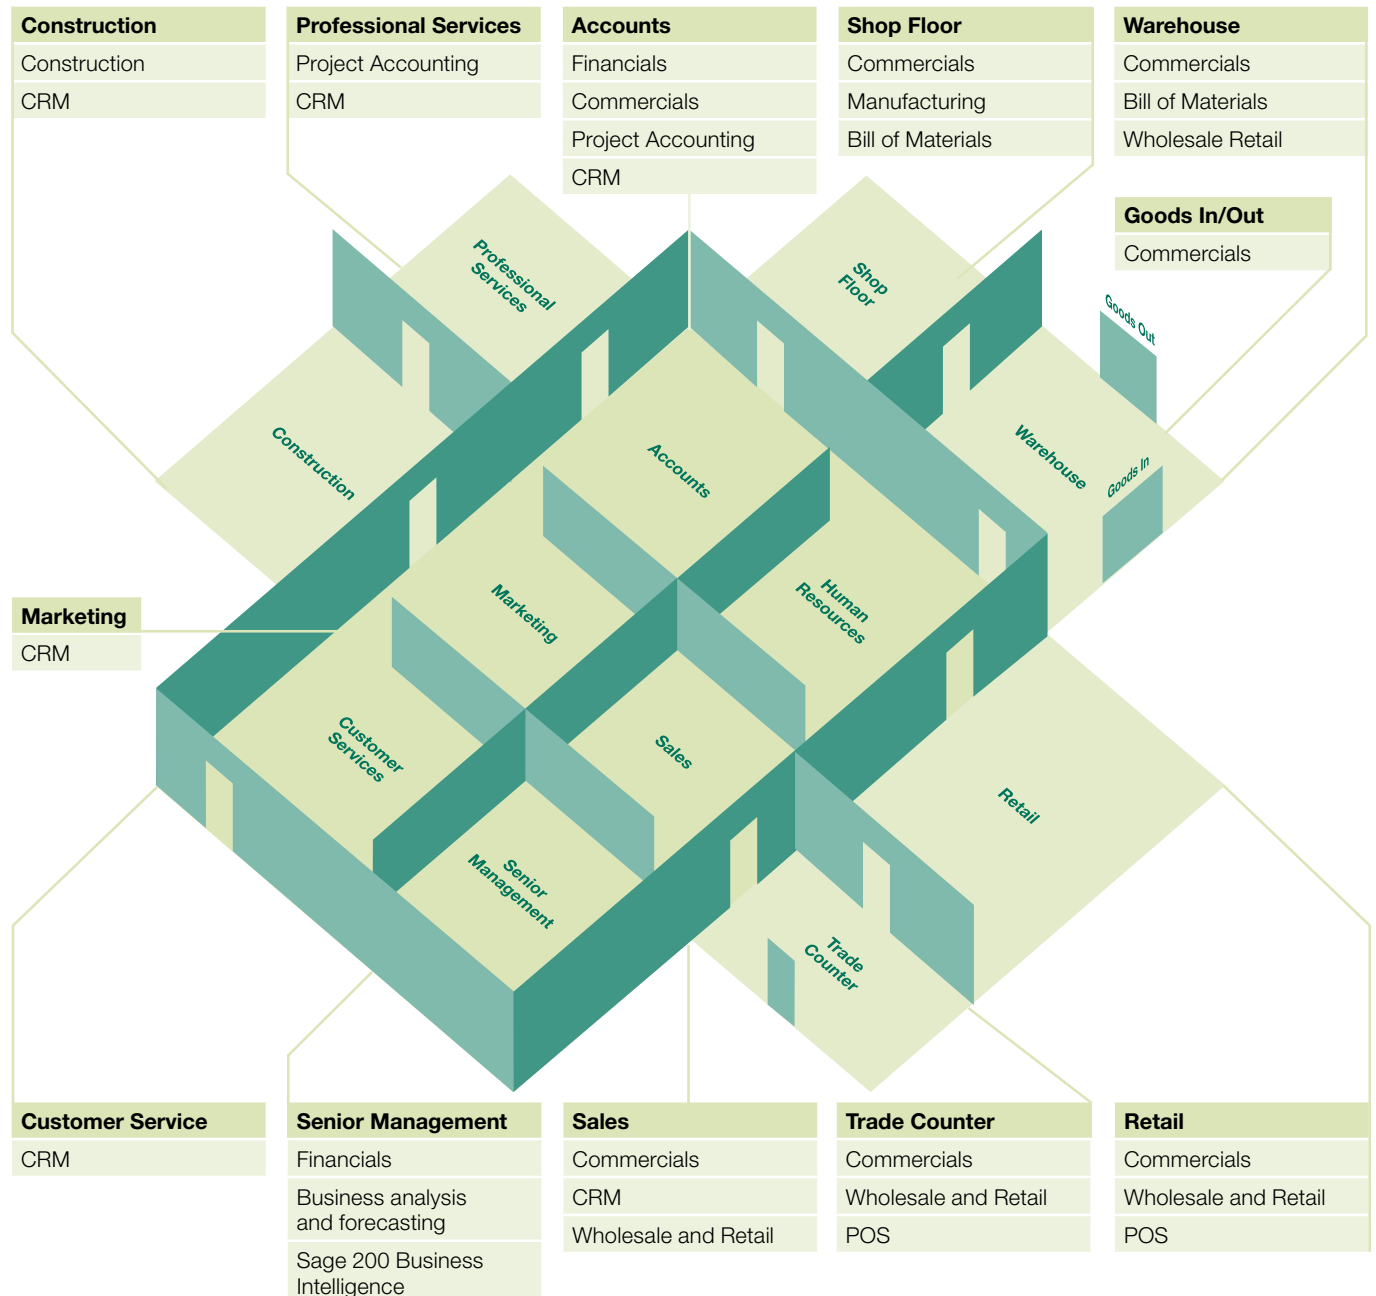 Construction
Construction
CRM
Professional Services
Project Accounting
CRM
Accounts
Financials
Commercials
Project Accounting
CRM
Shop Floor
Commercials
Manufacturing
Bill of Materials
Warehouse
Commercials
Bill of Materials
Wholesale Retail
Goods In/Out
Commercials
Professional
Services
Shop
Floor
Goods Out
Construction
Accounts
Warehouse
Goods In
Marketing
Human
Resources
Marketing
CRM
Customer
Services
Sales
Retail
Senior
Management
Trade
Counter
Customer Service
CRM
Senior Management
Financials
Business analysis
and forecasting
Sage 200 Business
Intelligence
Sales
Commercials
CRM
Wholesale and Retail
Trade Counter
Commercials
Wholesale and Retail
POS
Retail
Commercials
Wholesale and Retail
POS